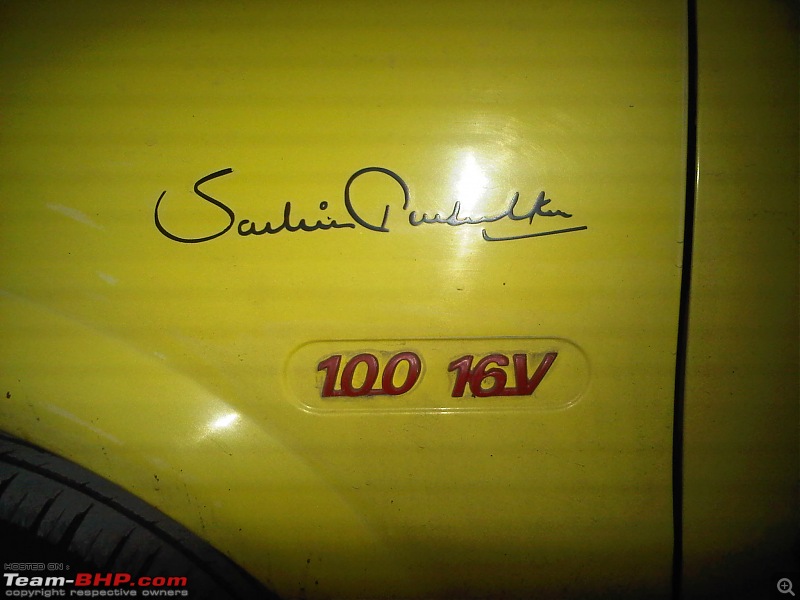 Sachin Tendulkar
100 16V
HOSTED ON :
Team-BHP.com
copyright respective owners